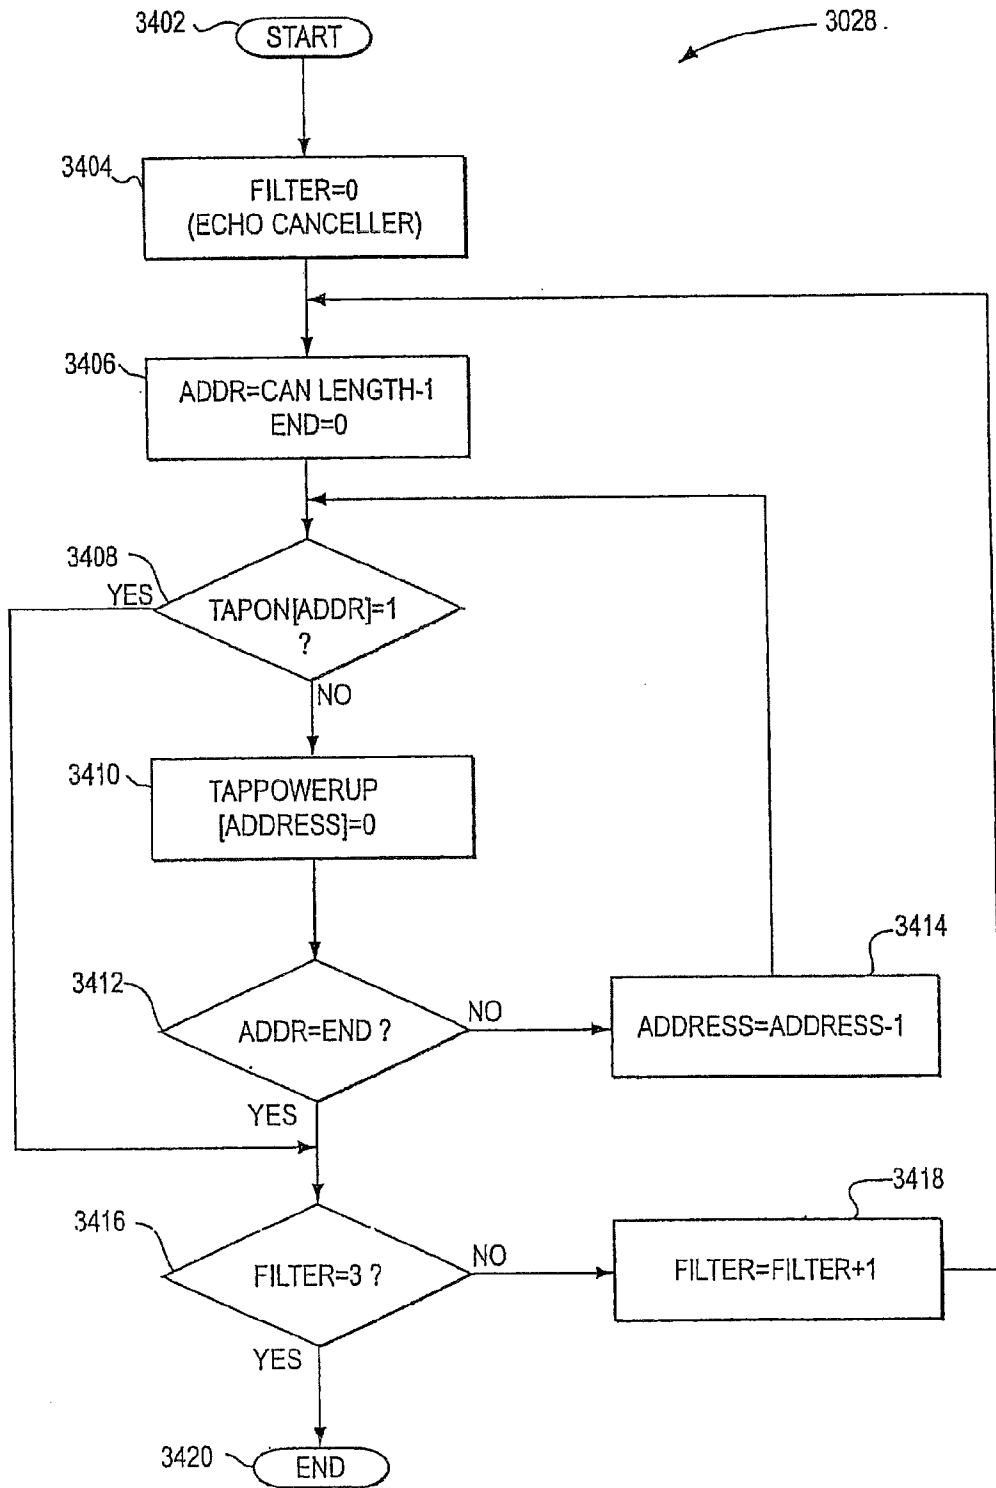 3402
START
3028.
3404
FILTER=0
(ECHO CANCELLER)
3406
ADDR=CAN LENGTH-1
END=0
3408
YES
TAPON[ADDR]=1
?
NO
3410
TAPPOWERUP
[ADDRESS]=0
3414
3412
ADDR=END ?
NO
ADDRESS=ADDRESS-1
YES
3418
3416
FILTER=3 ?
NO
FILTER=FILTER+1
YES
3420
END